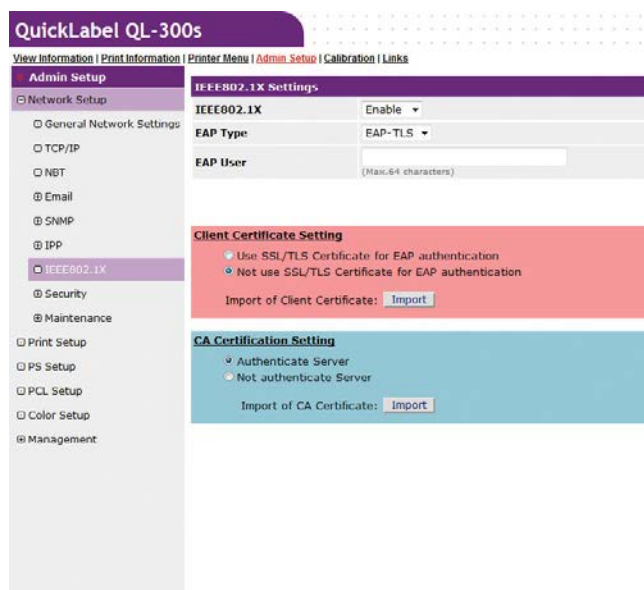 QuickLabel QL-300s
View Information | Print Information | Printer Menu | Admin Setup | Calibration | Links
Admin Setup
Network Setup
General Network Settings
TCP/IP
NBT
Email
SNMP
IPP
IEEE802.1X
Security
Maintenance
Print Setup
PS Setup
PCL Setup
Color Setup
Management
IEEE802.1X Settings
IEEE802.1X Enable
EAP Type EAP-TLS
EAP User
(Max.64 characters)
Client Certificate Setting
Use SSL/TLS Certificate for EAP authentication
Not use SSL/TLS Certificate for EAP authentication
Import of Client Certificate: Import
CA Certification Setting
Authenticate Server
Not authenticate Server
Import of CA Certificate: Import